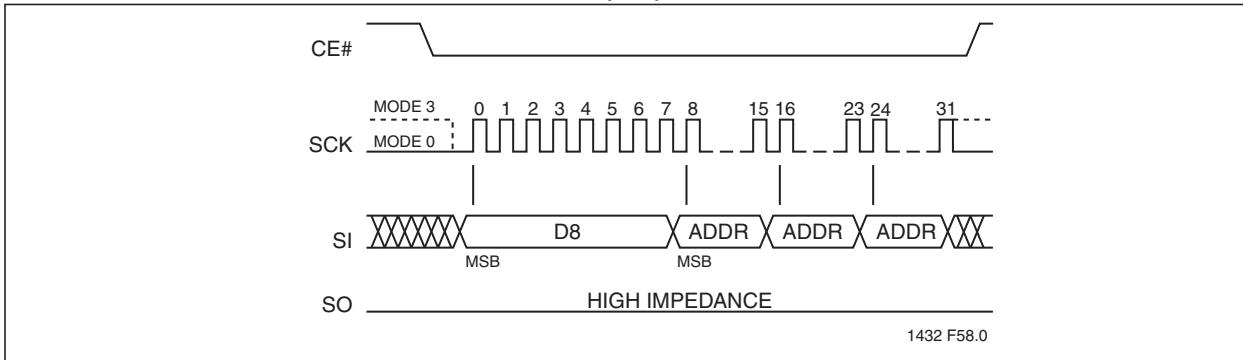 CE#
MODE 3
0 1 2 3 4 5 6 7 8 15 16 23 24 31
SCK MODE 0
SI D8 ADDR ADDR ADDR
MSB MSB
SO HIGH IMPEDANCE
1432 F58.0